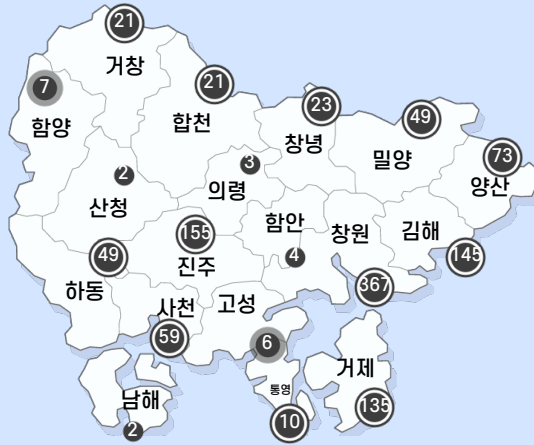 21
거창
7
함양
21
합천
23
창녕
49
밀양
73
양산
2
산청
3
의령
함안
4
창원
367
김해
145
155
진주
49
하동
사천
59
고성
6
통영
10
거제
135
남해
2